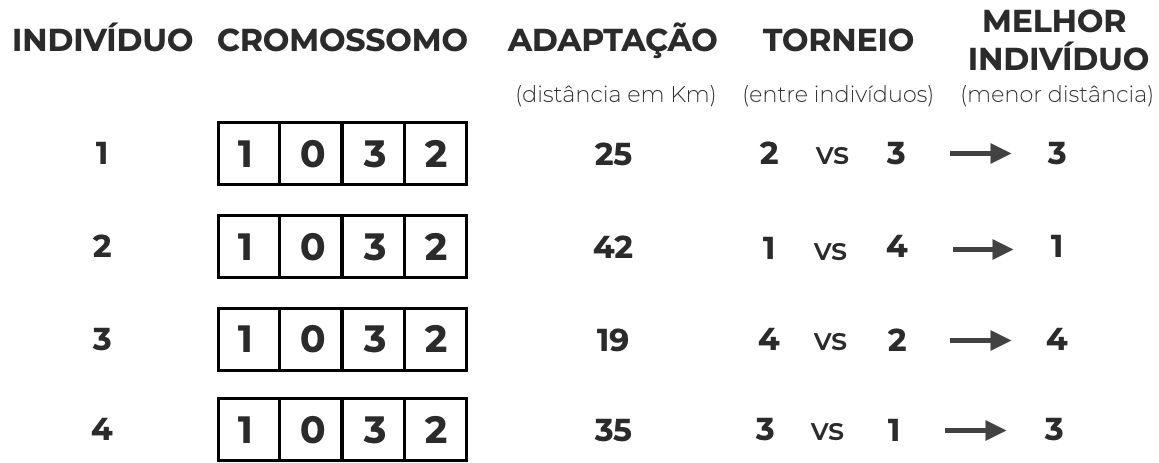 INDIVÍDUO CROMOSSOMO ADAPTAÇÃO TORNEIO MELHOR INDIVÍDUO
(distância em Km) (entre indivíduos) (menor distância)
1 1 0 3 2 25 2 vs 3 → 3
2 1 0 3 2 42 1 vs 4 → 1
3 1 0 3 2 19 4 vs 2 → 4
4 1 0 3 2 35 3 vs 1 → 3